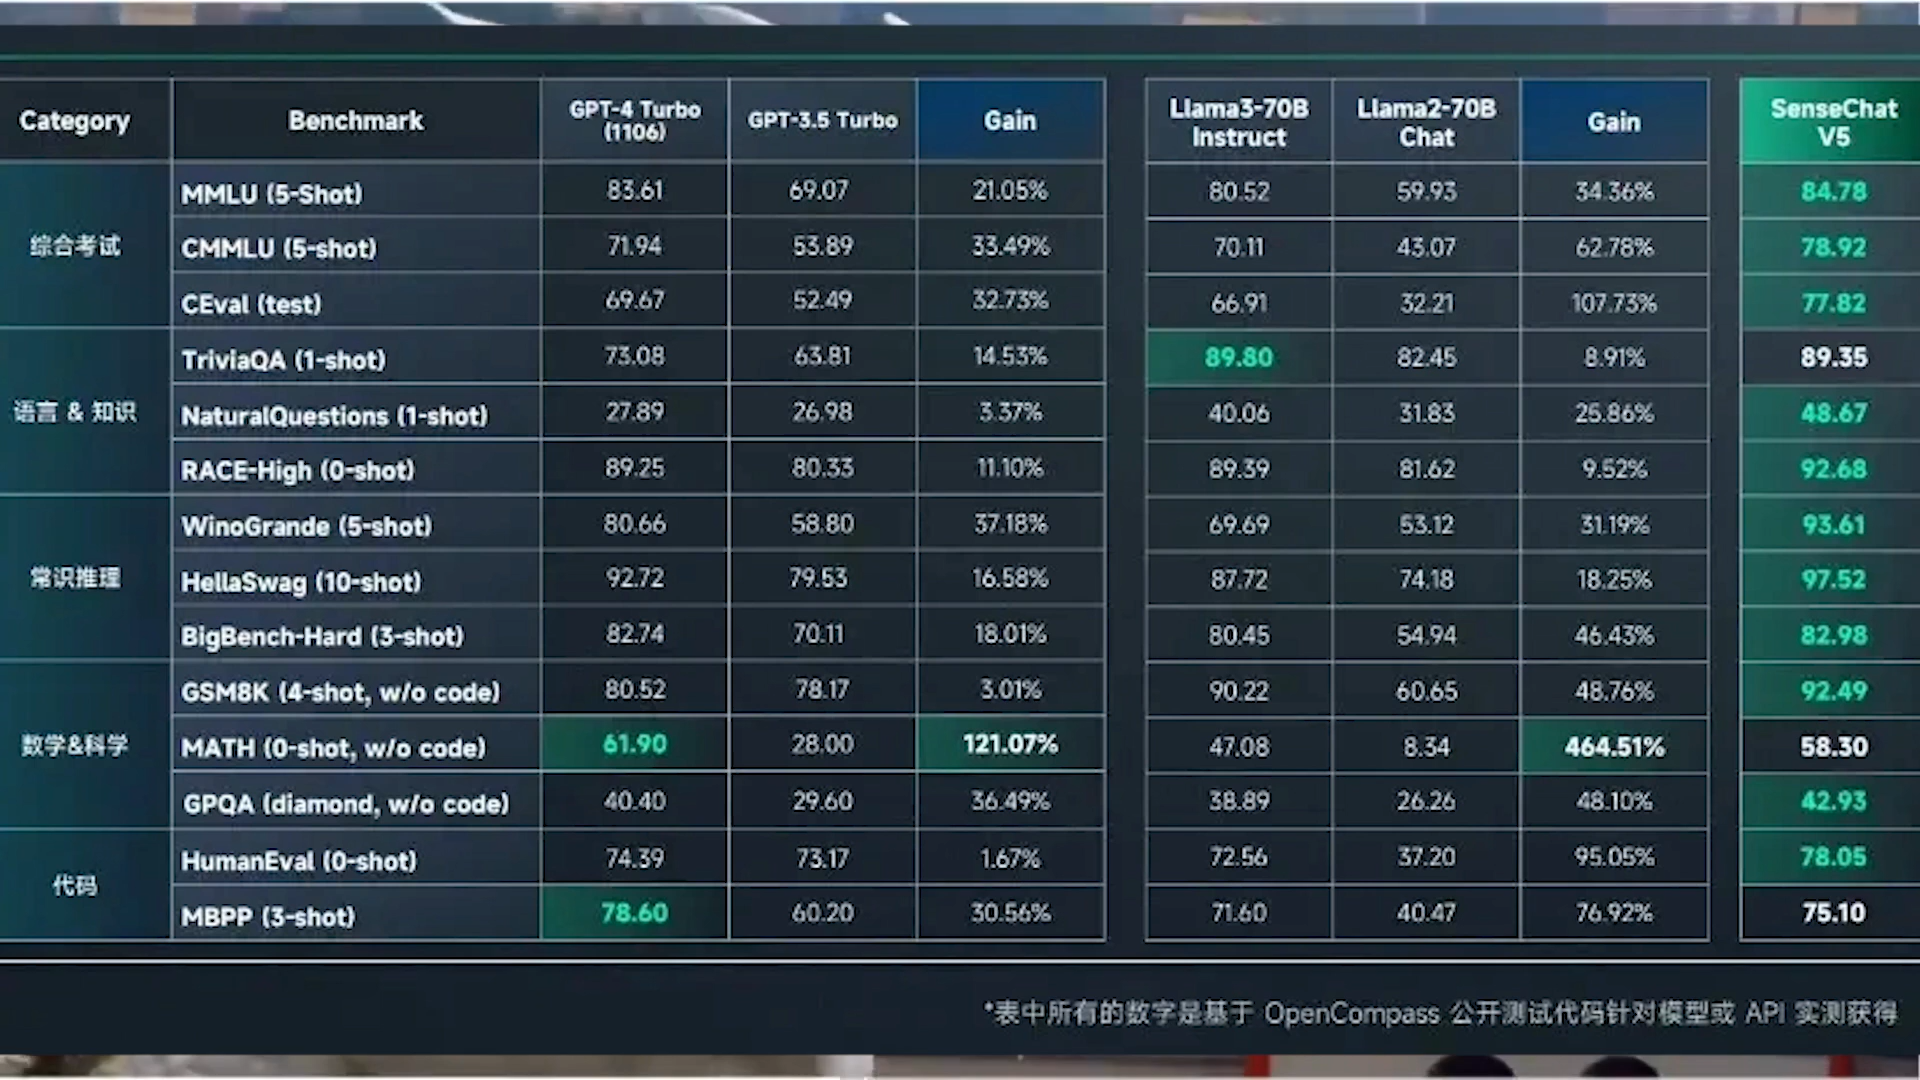 Category Benchmark GPT-4 Turbo (1106) GPT-3.5 Turbo Gain Llama3-70B Instruct Llama2-70B Chat Gain SenseChat V5
综合考试
MMLU (5-Shot) 83.61 69.07 21.05% 80.52 59.93 34.36% 84.78
CMMLU (5-shot) 71.94 53.89 33.49% 70.11 43.07 62.78% 78.92
CEval (test) 69.67 52.49 32.73% 66.91 32.21 107.73% 77.82
语言 & 知识
TriviaQA (1-shot) 73.08 63.81 14.53% 89.80 82.45 8.91% 89.35
NaturalQuestions (1-shot) 27.89 26.98 3.37% 40.06 31.83 25.86% 48.67
RACE-High (0-shot) 89.25 80.33 11.10% 89.39 81.62 9.52% 92.68
常识推理
WinoGrande (5-shot) 80.66 58.80 37.18% 69.69 53.12 31.19% 93.61
HellaSwag (10-shot) 92.72 79.53 16.58% 87.72 74.18 18.25% 97.52
BigBench-Hard (3-shot) 82.74 70.11 18.01% 80.45 54.94 46.43% 82.98
数学&科学
GSM8K (4-shot, w/o code) 80.52 78.17 3.01% 90.22 60.65 48.76% 92.49
MATH (0-shot, w/o code) 61.90 28.00 121.07% 47.08 8.34 464.51% 58.30
GPQA (diamond, w/o code) 40.40 29.60 36.49% 38.89 26.26 48.10% 42.93
代码
HumanEval (0-shot) 74.39 73.17 1.67% 72.56 37.20 95.05% 78.05
MBPP (3-shot) 78.60 60.20 30.56% 71.60 40.47 76.92% 75.10
*表中所有的数字是基于 OpenCompass 公开测试代码针对模型或 API 实测获得